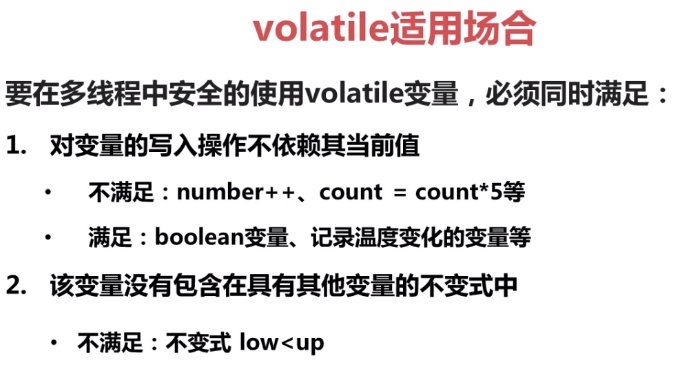 volatile适用场合
要在多线程中安全的使用volatile变量，必须同时满足：
1. 对变量的写入操作不依赖其当前值
• 不满足：number++、count = count*5等
• 满足：boolean变量、记录温度变化的变量等
2. 该变量没有包含在具有其他变量的不变式中
• 不满足：不变式 low<up